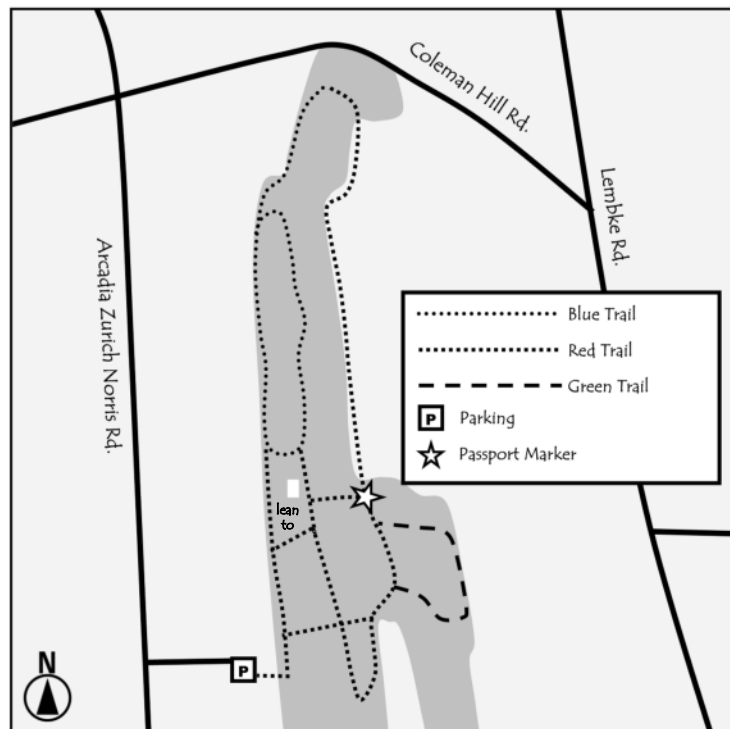 Coleman Hill Rd.
Lembke Rd.
Arcadia Zurich Norris Rd.
Blue Trail
Red Trail
Green Trail
P Parking
Passport Marker
lean
to
N
P